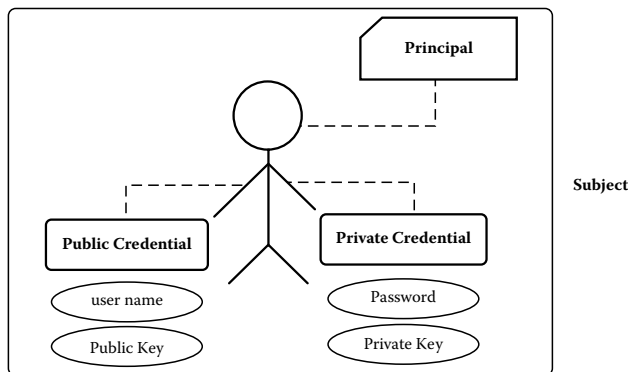 Principal
Subject
Public Credential
Private Credential
user name
Password
Public Key
Private Key